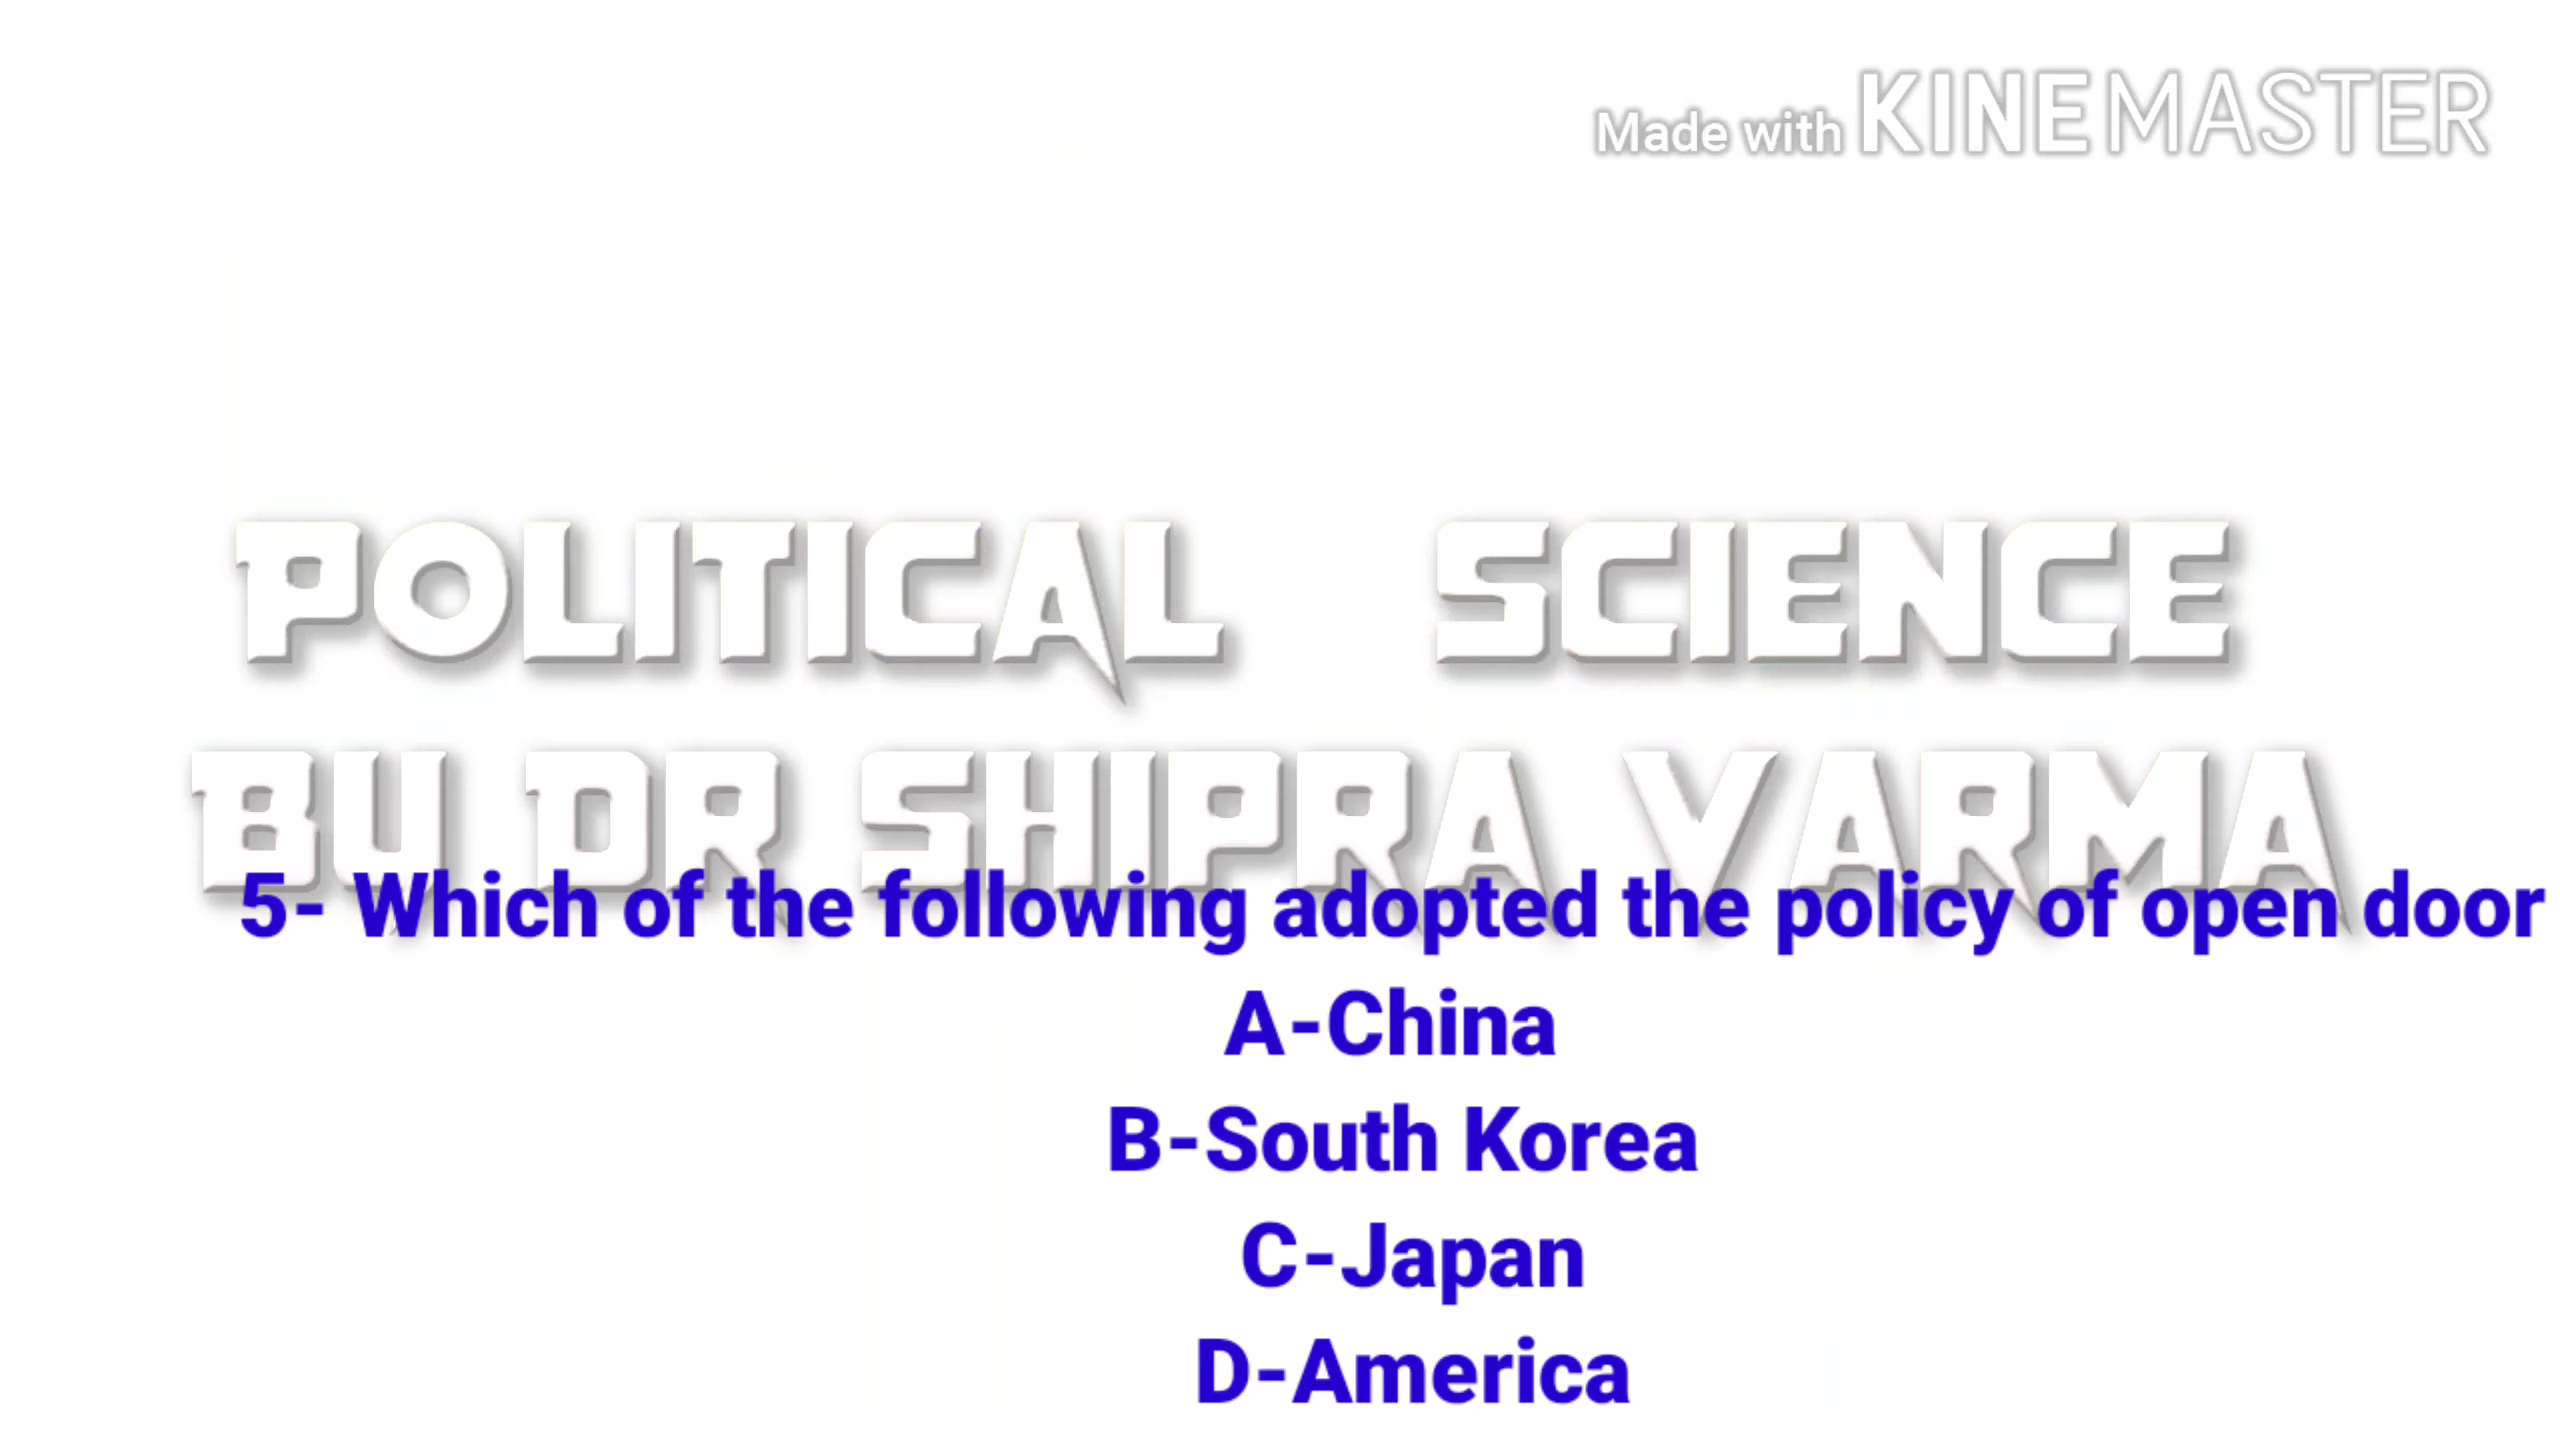 Made with KINEMASTER
POLITICAL SCIENCE
BU DR SHIPRA VARMA
5- Which of the following adopted the policy of open door
A-China
B-South Korea
C-Japan
D-America